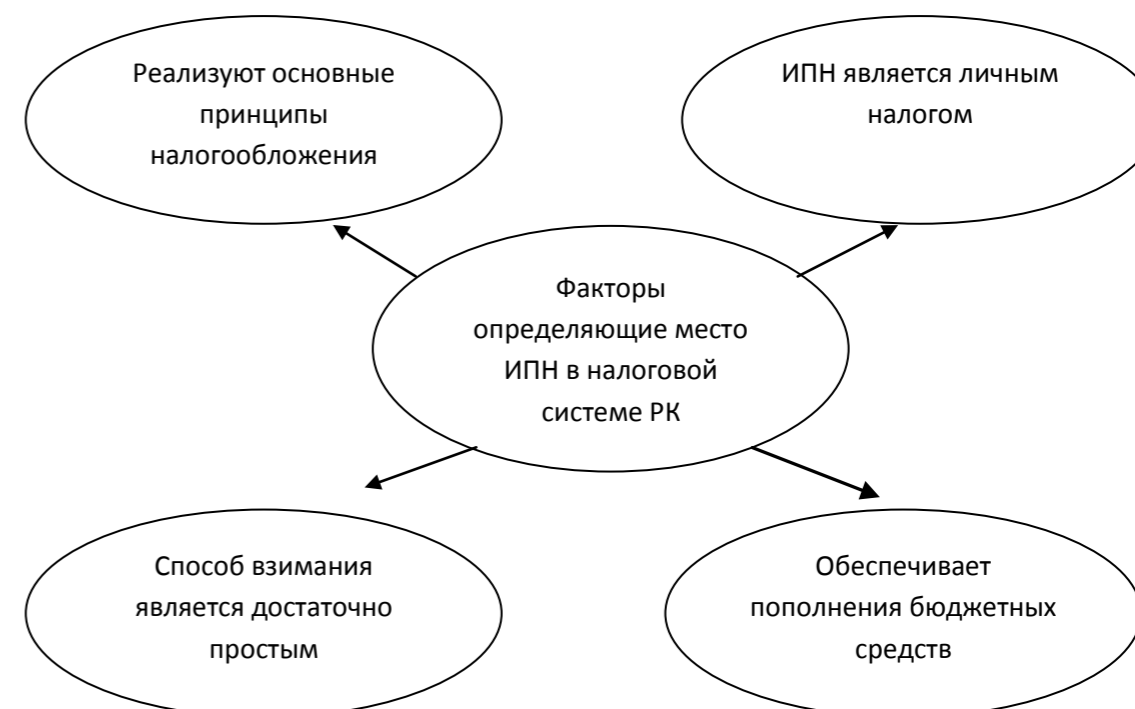 Реализуют основные
принципы
налогообложения
ИПН является личным
налогом
Факторы
определяющие место
ИПН в налоговой
системе РК
Способ взимания
является достаточно
простым
Обеспечивает
пополнения бюджетных
средств